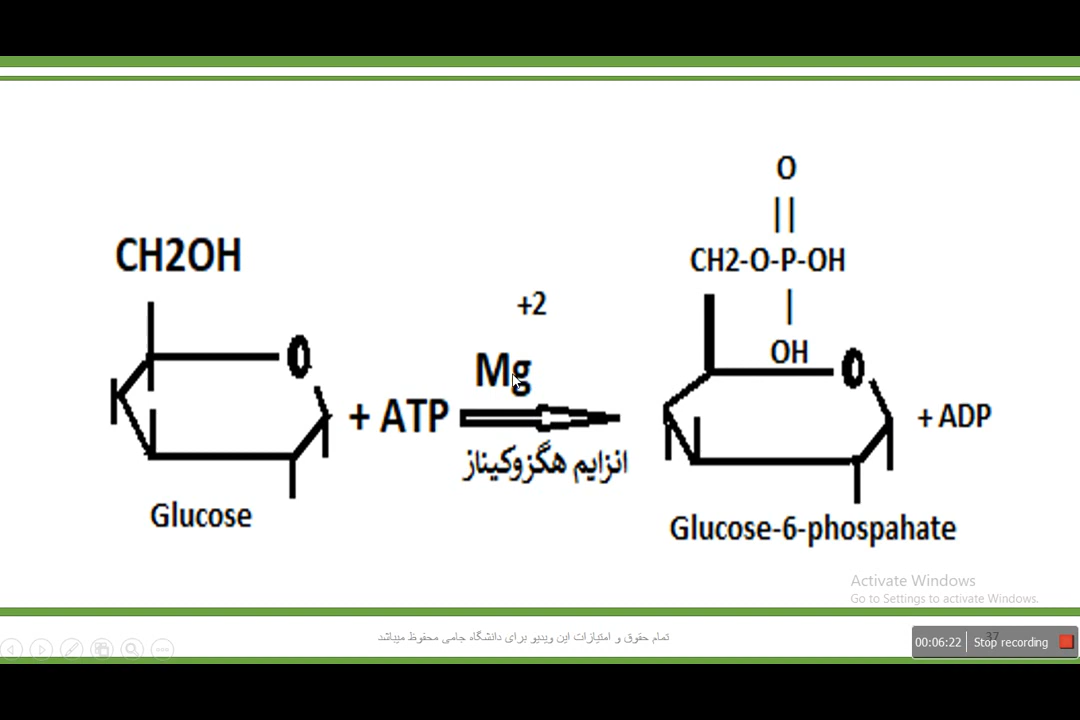 O
||
CH2-O-P-OH
|
OH
O
CH2OH
O
+2
Mg
+ ATP
انزایم هگزوکیناز
+ ADP
Glucose
Glucose-6-phospahate
Activate Windows
Go to Settings to activate Windows.
تمام حقوق و امتیازات این ویدیو برای دانشگاه جامی محفوظ میباشد
37
00:06:22 Stop recording